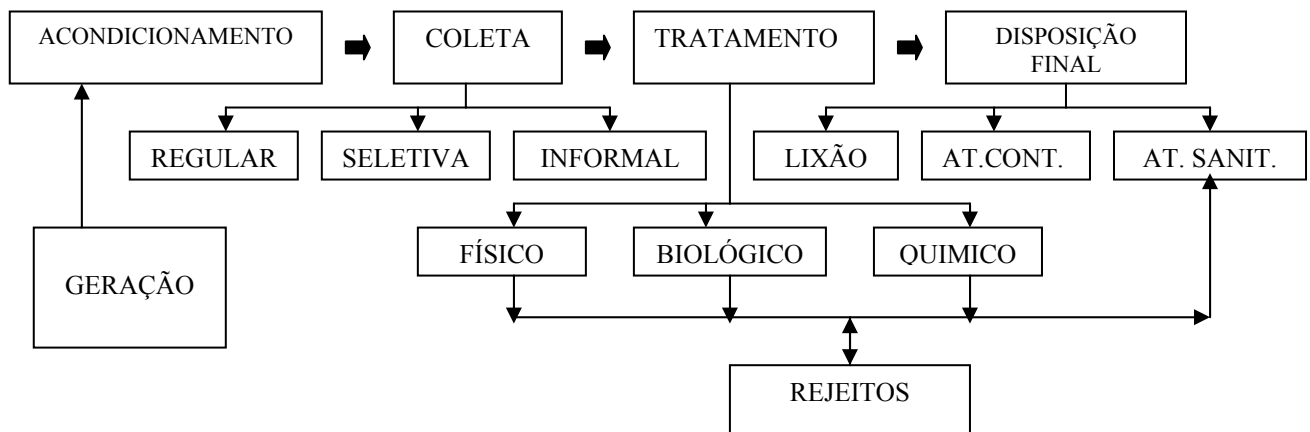 ACONDICIONAMENTO
COLETA
TRATAMENTO
DISPOSIÇÃO
FINAL
REGULAR
SELETIVA
INFORMAL
LIXÃO
AT.CONT.
AT. SANIT.
FÍSICO
BIOLÓGICO
QUIMICO
GERAÇÃO
REJEITOS